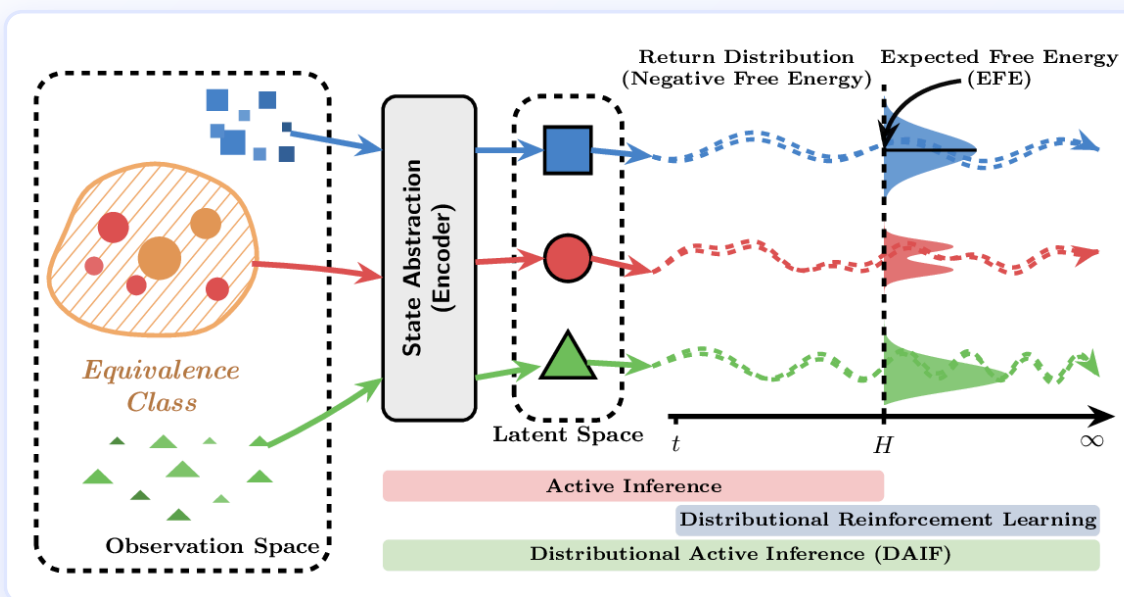 Return Distribution
(Negative Free Energy)
Expected Free Energy
(EFE)
State Abstraction
(Encoder)
Equivalence
Class
Observation Space
Latent Space
t
H
∞
Active Inference
Distributional Reinforcement Learning
Distributional Active Inference (DAIF)